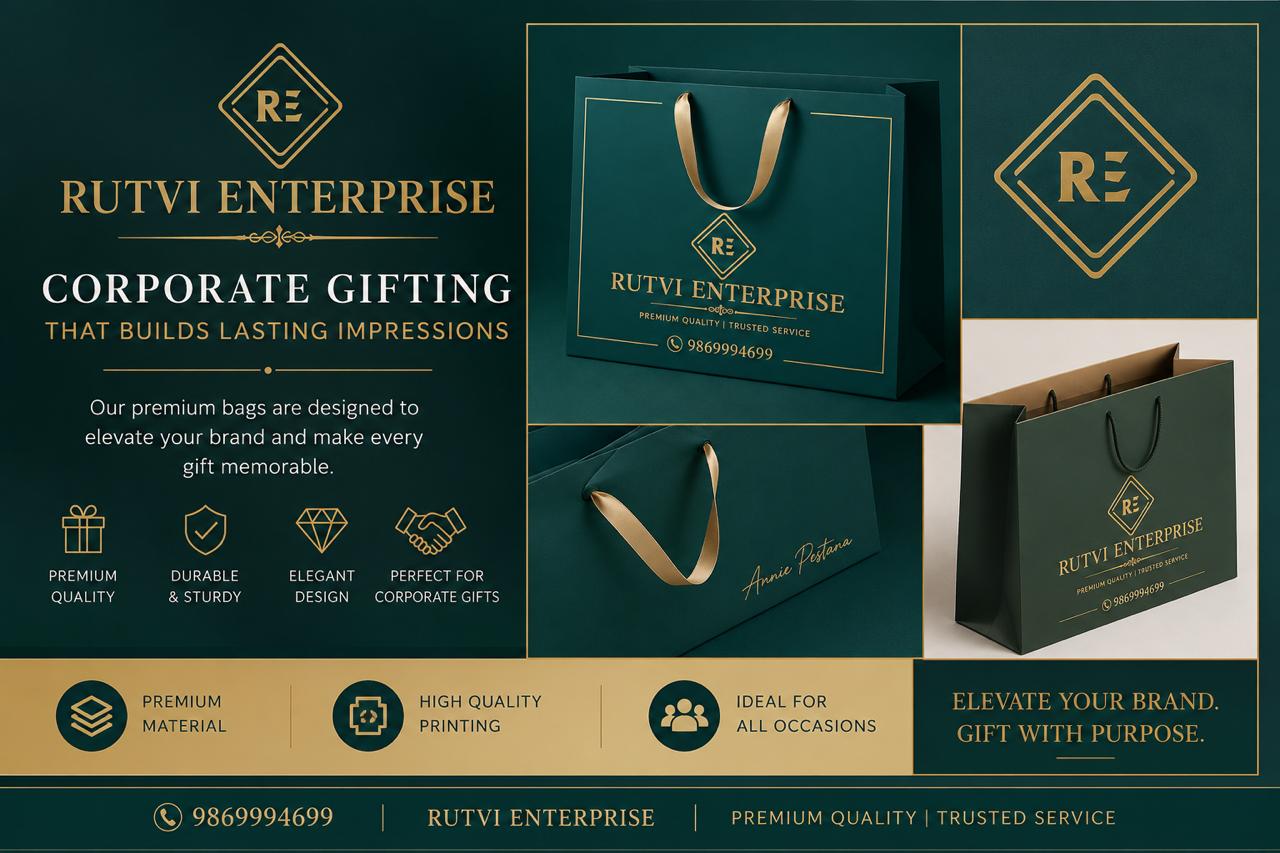 RE
RUTVI ENTERPRISE
CORPORATE GIFTING
THAT BUILDS LASTING IMPRESSIONS
Our premium bags are designed to
elevate your brand and make every
gift memorable.
PREMIUM
QUALITY
DURABLE
& STURDY
ELEGANT
DESIGN
PERFECT FOR
CORPORATE GIFTS
RE
RUTVI ENTERPRISE
PREMIUM QUALITY | TRUSTED SERVICE
9869994699
RE
Annie Pestana
RE
RUTVI ENTERPRISE
PREMIUM QUALITY | TRUSTED SERVICE
9869994699
PREMIUM
MATERIAL
HIGH QUALITY
PRINTING
IDEAL FOR
ALL OCCASIONS
ELEVATE YOUR BRAND.
GIFT WITH PURPOSE.
9869994699 | RUTVI ENTERPRISE | PREMIUM QUALITY | TRUSTED SERVICE